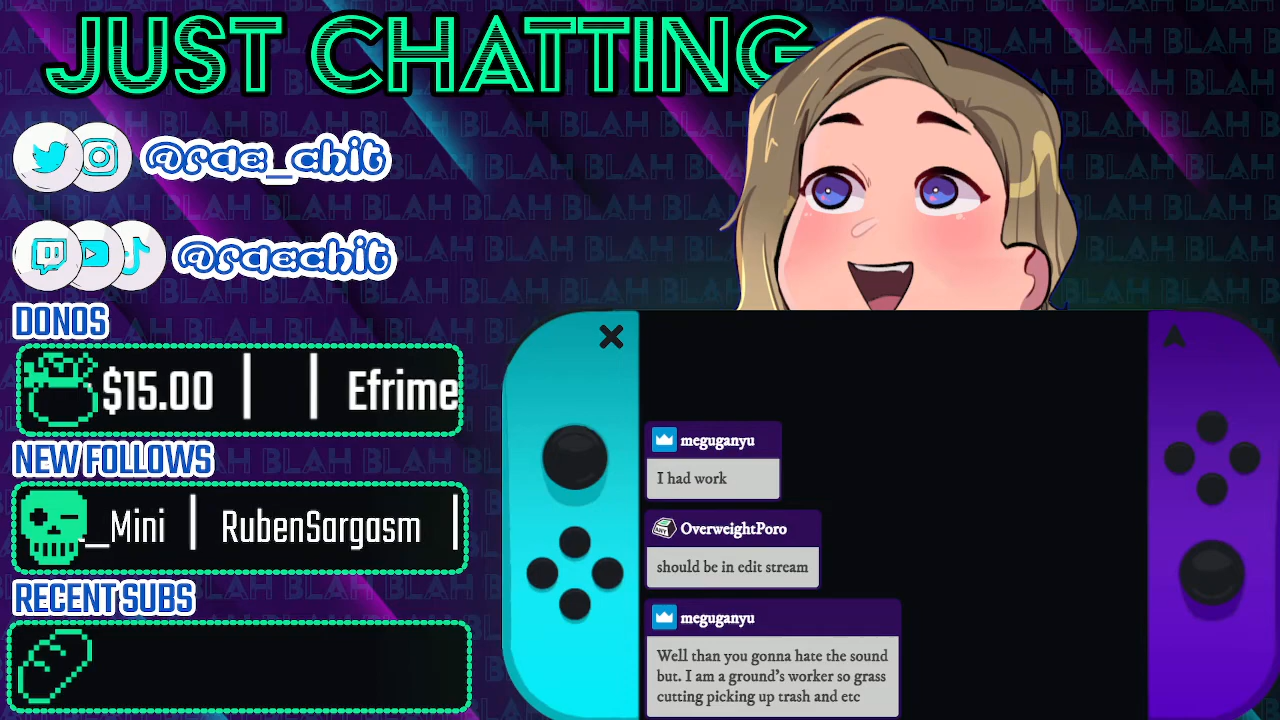 JUST CHATTING
@rae_chit
@raechit
DONOS
$15.00 | | Efrime
NEW FOLLOWS
_Mini | RubenSargasm |
RECENT SUBS
X
A
meguganyu
I had work
OverweightPoro
should be in edit stream
meguganyu
Well than you gonna hate the sound
but. I am a ground's worker so grass
cutting picking up trash and etc